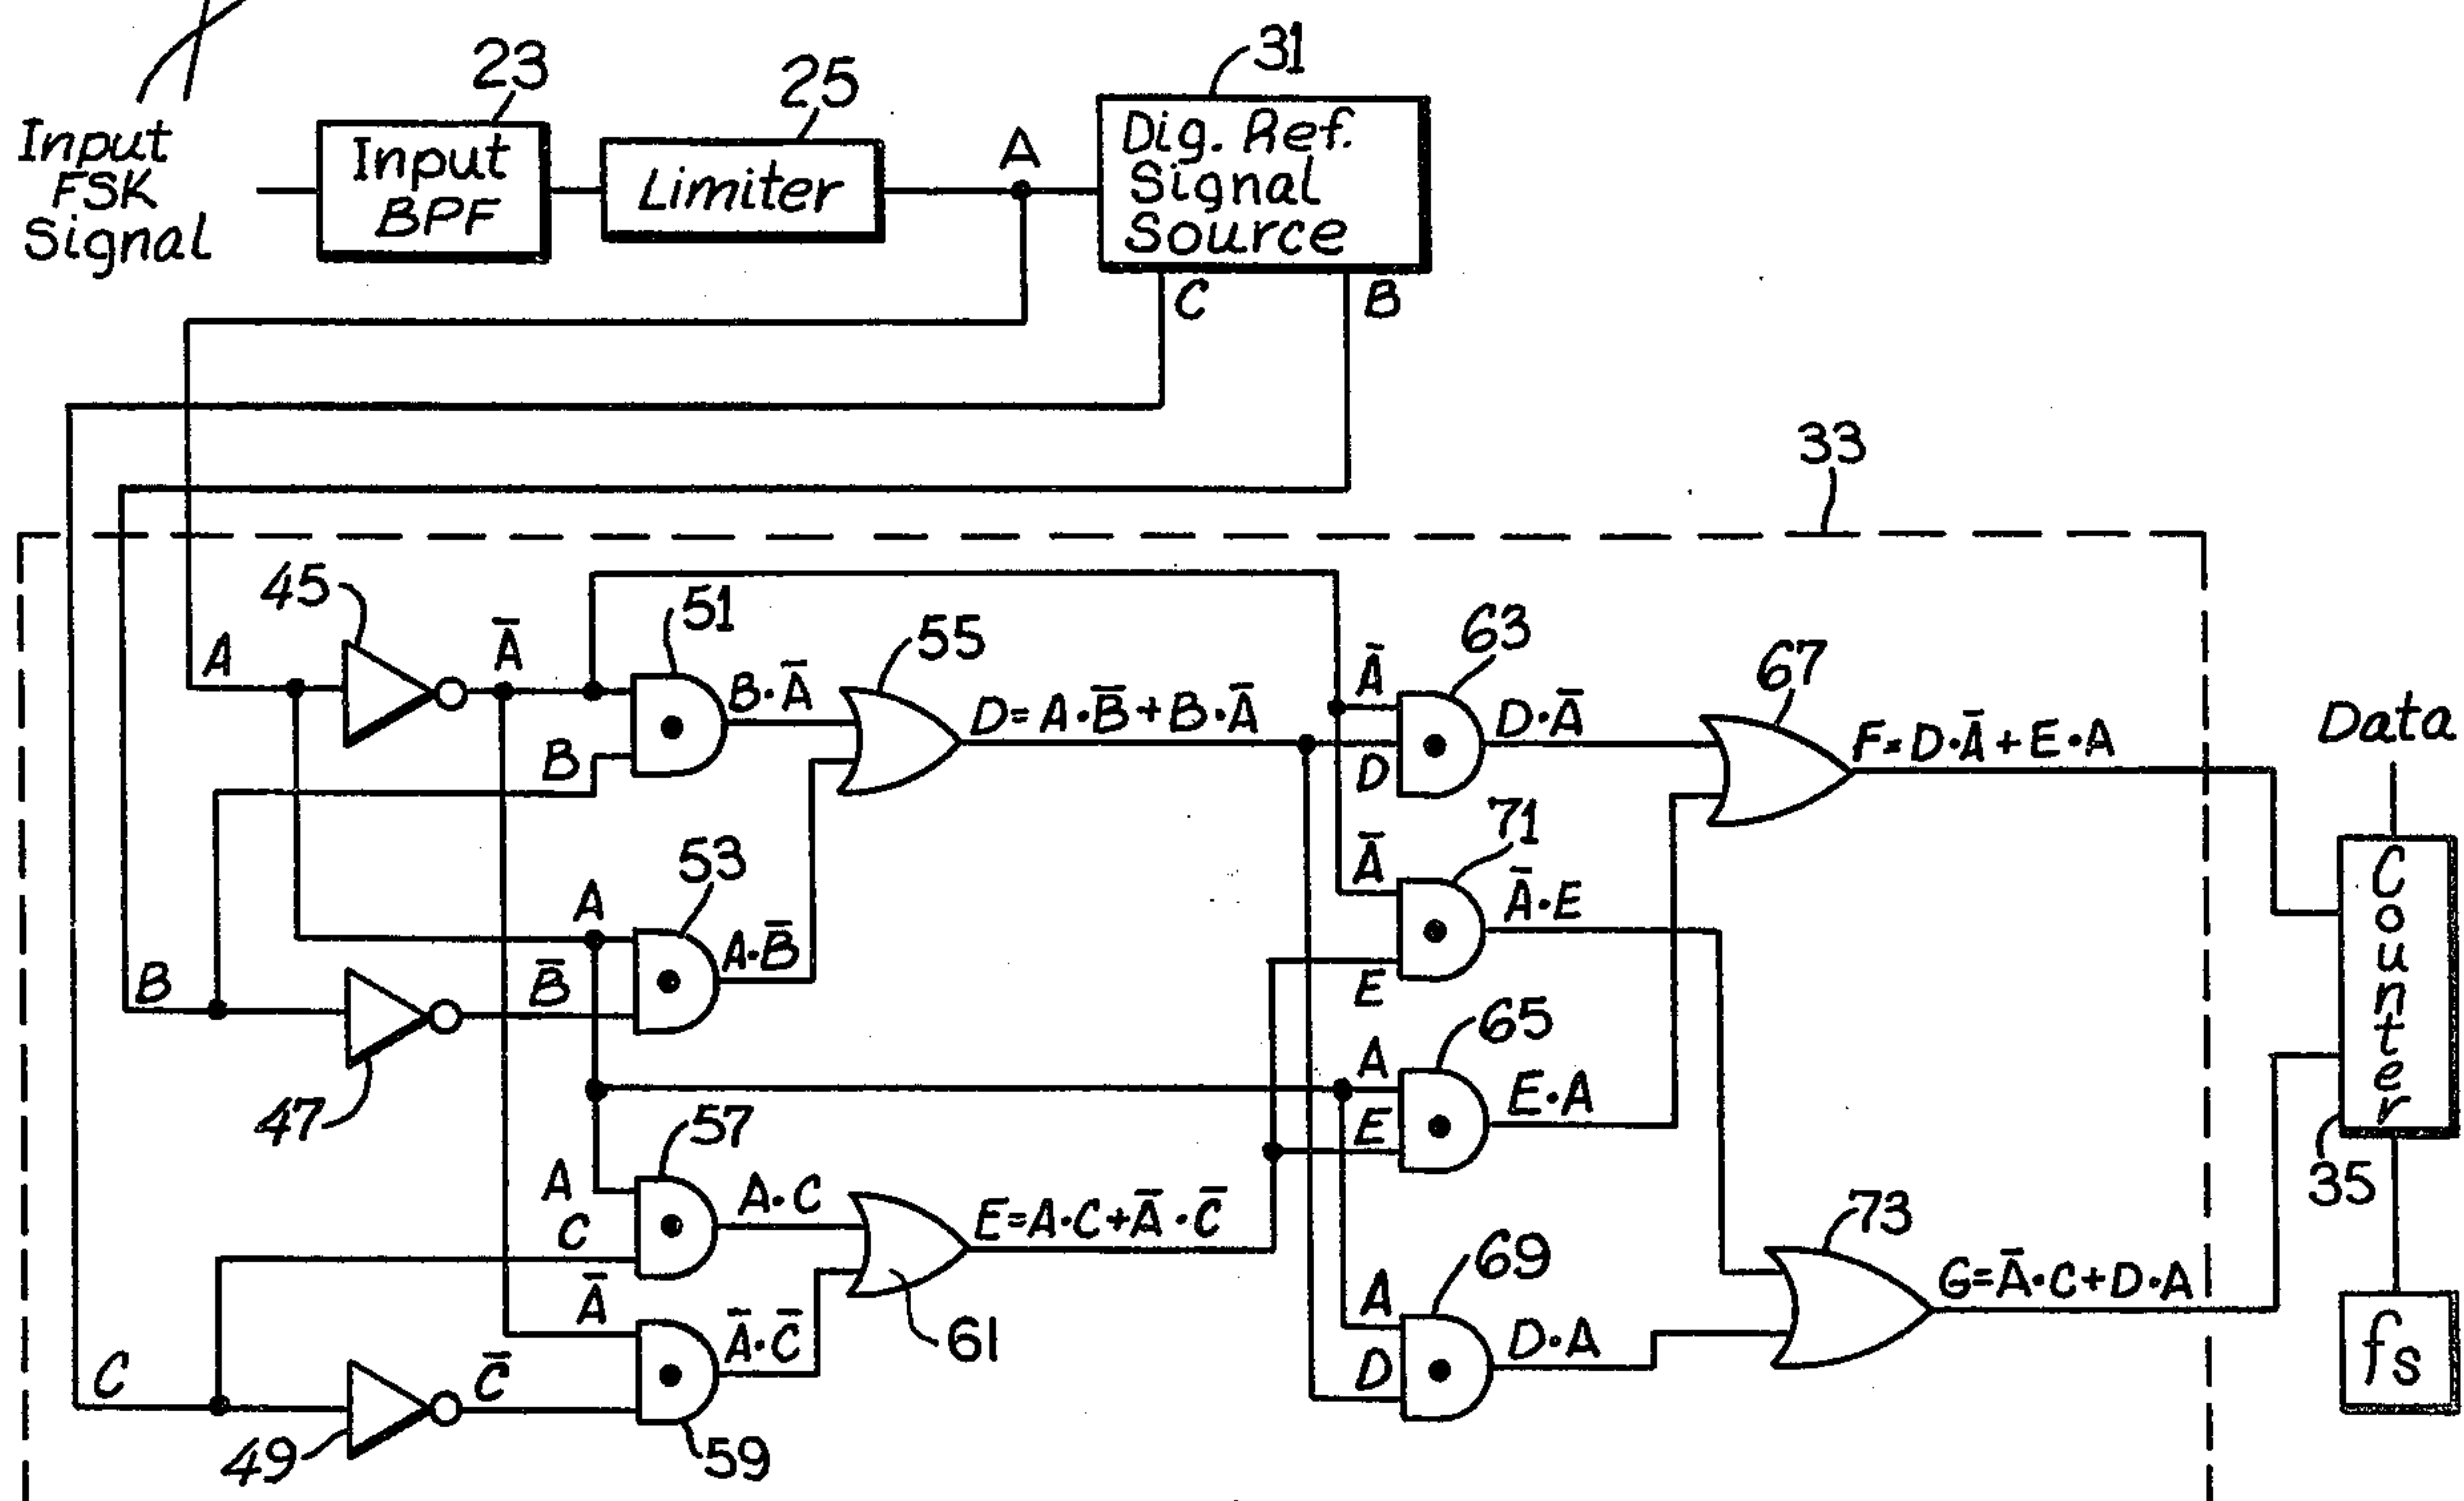 Input
FSK
Signal
23
Input
BPF
25
Limiter
A
31
Dig. Ref.
Signal
Source
C
B
33
45
A
Ā
51
B·Ā
B
55
D=A·B̄+B·Ā
63
Ā
D
D·Ā
67
F=D·Ā+E·A
Data
53
A
B̄
A·B̄
B
47
71
Ā
E
Ā·E
65
A
E
E·A
Counter
35
57
A
C
A·C
E=A·C+Ā·C̄
61
Ā
59
Ā·C̄
C
C̄
49
69
A
D
D·A
73
G=Ā·C+D·A
fs